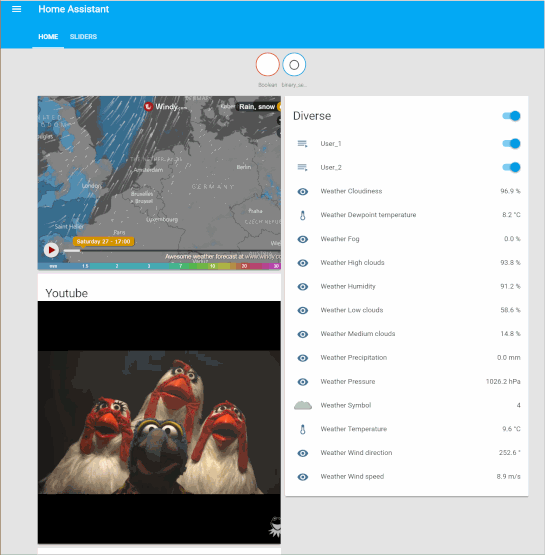 Home Assistant
HOME SLIDERS
Windy.com
Rain, snow
London
THE NETHERLANDS
Amsterdam
Berlin
GERMANY
Brussels
• Brussel
Luxembourg
Praha
Saint Helier
Paris
Saturday 27 - 17:00
Awesome weather forecast at www.windy.co
mm 1.5 2 3 7 10 20 30
Youtube
Diverse
User_1
User_2
Weather Cloudiness 96.9 %
Weather Dewpoint temperature 8.2 °C
Weather Fog 0.0 %
Weather High clouds 93.8 %
Weather Humidity 91.2 %
Weather Low clouds 58.6 %
Weather Medium clouds 14.8 %
Weather Precipitation 0.0 mm
Weather Pressure 1026.2 hPa
Weather Symbol 4
Weather Temperature 9.6 °C
Weather Wind direction 252.6 °
Weather Wind speed 8.9 m/s